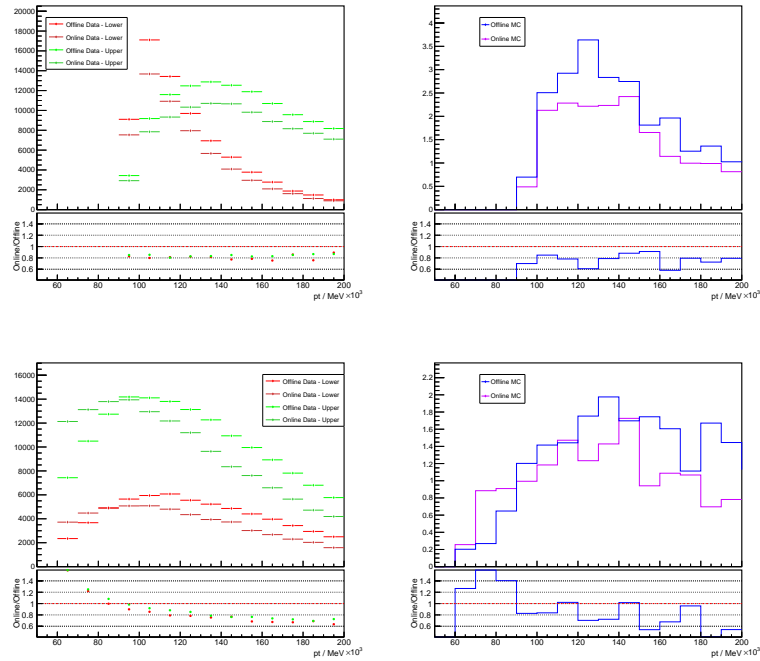 20000
18000
16000
14000
12000
10000
8000
6000
4000
2000
0
Offline Data - Lower
Online Data - Lower
Offline Data - Upper
Online Data - Upper
Online/Offline
1.4
1.2
1
0.8
0.6
60 80 100 120 140 160 180 200
pt / MeV ×10³
4
3.5
3
2.5
2
1.5
1
0.5
0
Offline MC
Online MC
Online/Offline
1.4
1.2
1
0.8
0.6
60 80 100 120 140 160 180 200
pt / MeV ×10³
16000
14000
12000
10000
8000
6000
4000
2000
0
Offline Data - Lower
Online Data - Lower
Offline Data - Upper
Online Data - Upper
Online/Offline
1.4
1.2
1
0.8
0.6
60 80 100 120 140 160 180 200
pt / MeV ×10³
2.2
2
1.8
1.6
1.4
1.2
1
0.8
0.6
0.4
0.2
0
Offline MC
Online MC
Online/Offline
1.4
1.2
1
0.8
0.6
60 80 100 120 140 160 180 200
pt / MeV ×10³